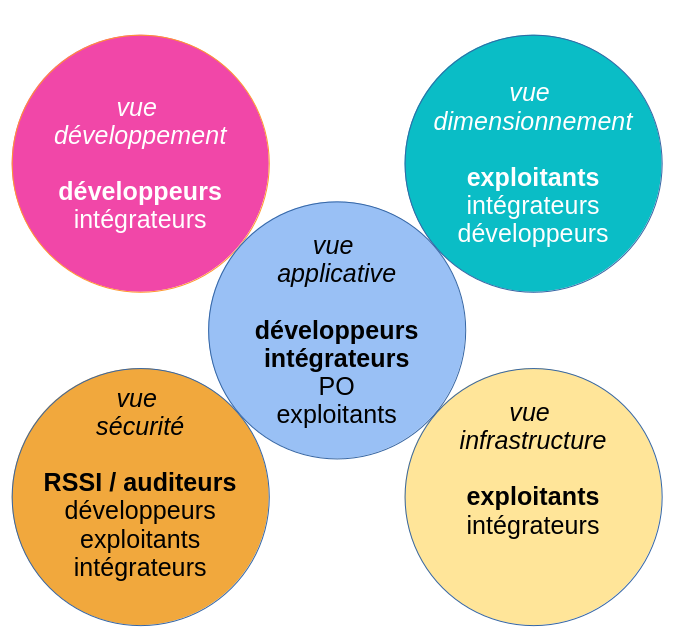 vue
développement
développeurs
intégrateurs
vue
dimensionnement
exploitants
intégrateurs
développeurs
vue
applicative
développeurs
intégrateurs
PO
exploitants
vue
sécurité
RSSI / auditeurs
développeurs
exploitants
intégrateurs
vue
infrastructure
exploitants
intégrateurs